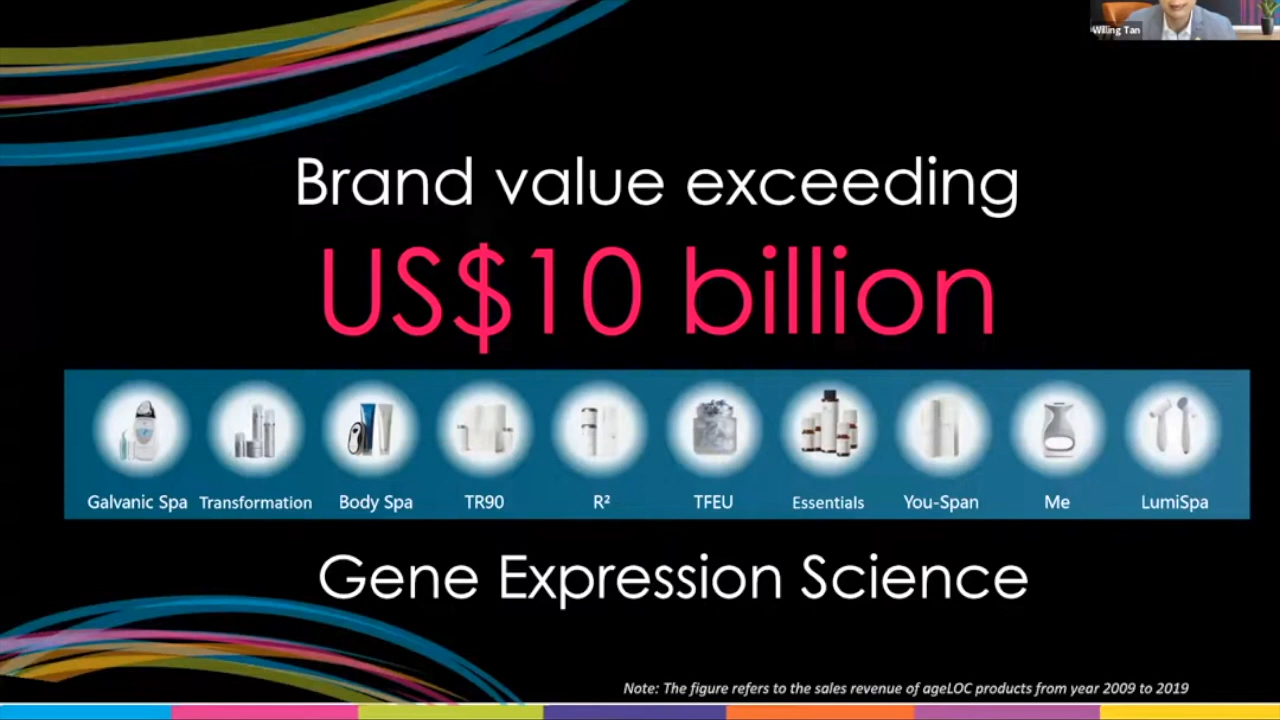 Willing Tan
Brand value exceeding
US$10 billion
Galvanic Spa Transformation Body Spa TR90 R² TFEU Essentials You-Span Me LumiSpa
Gene Expression Science
Note: The figure refers to the sales revenue of ageLOC products from year 2009 to 2019